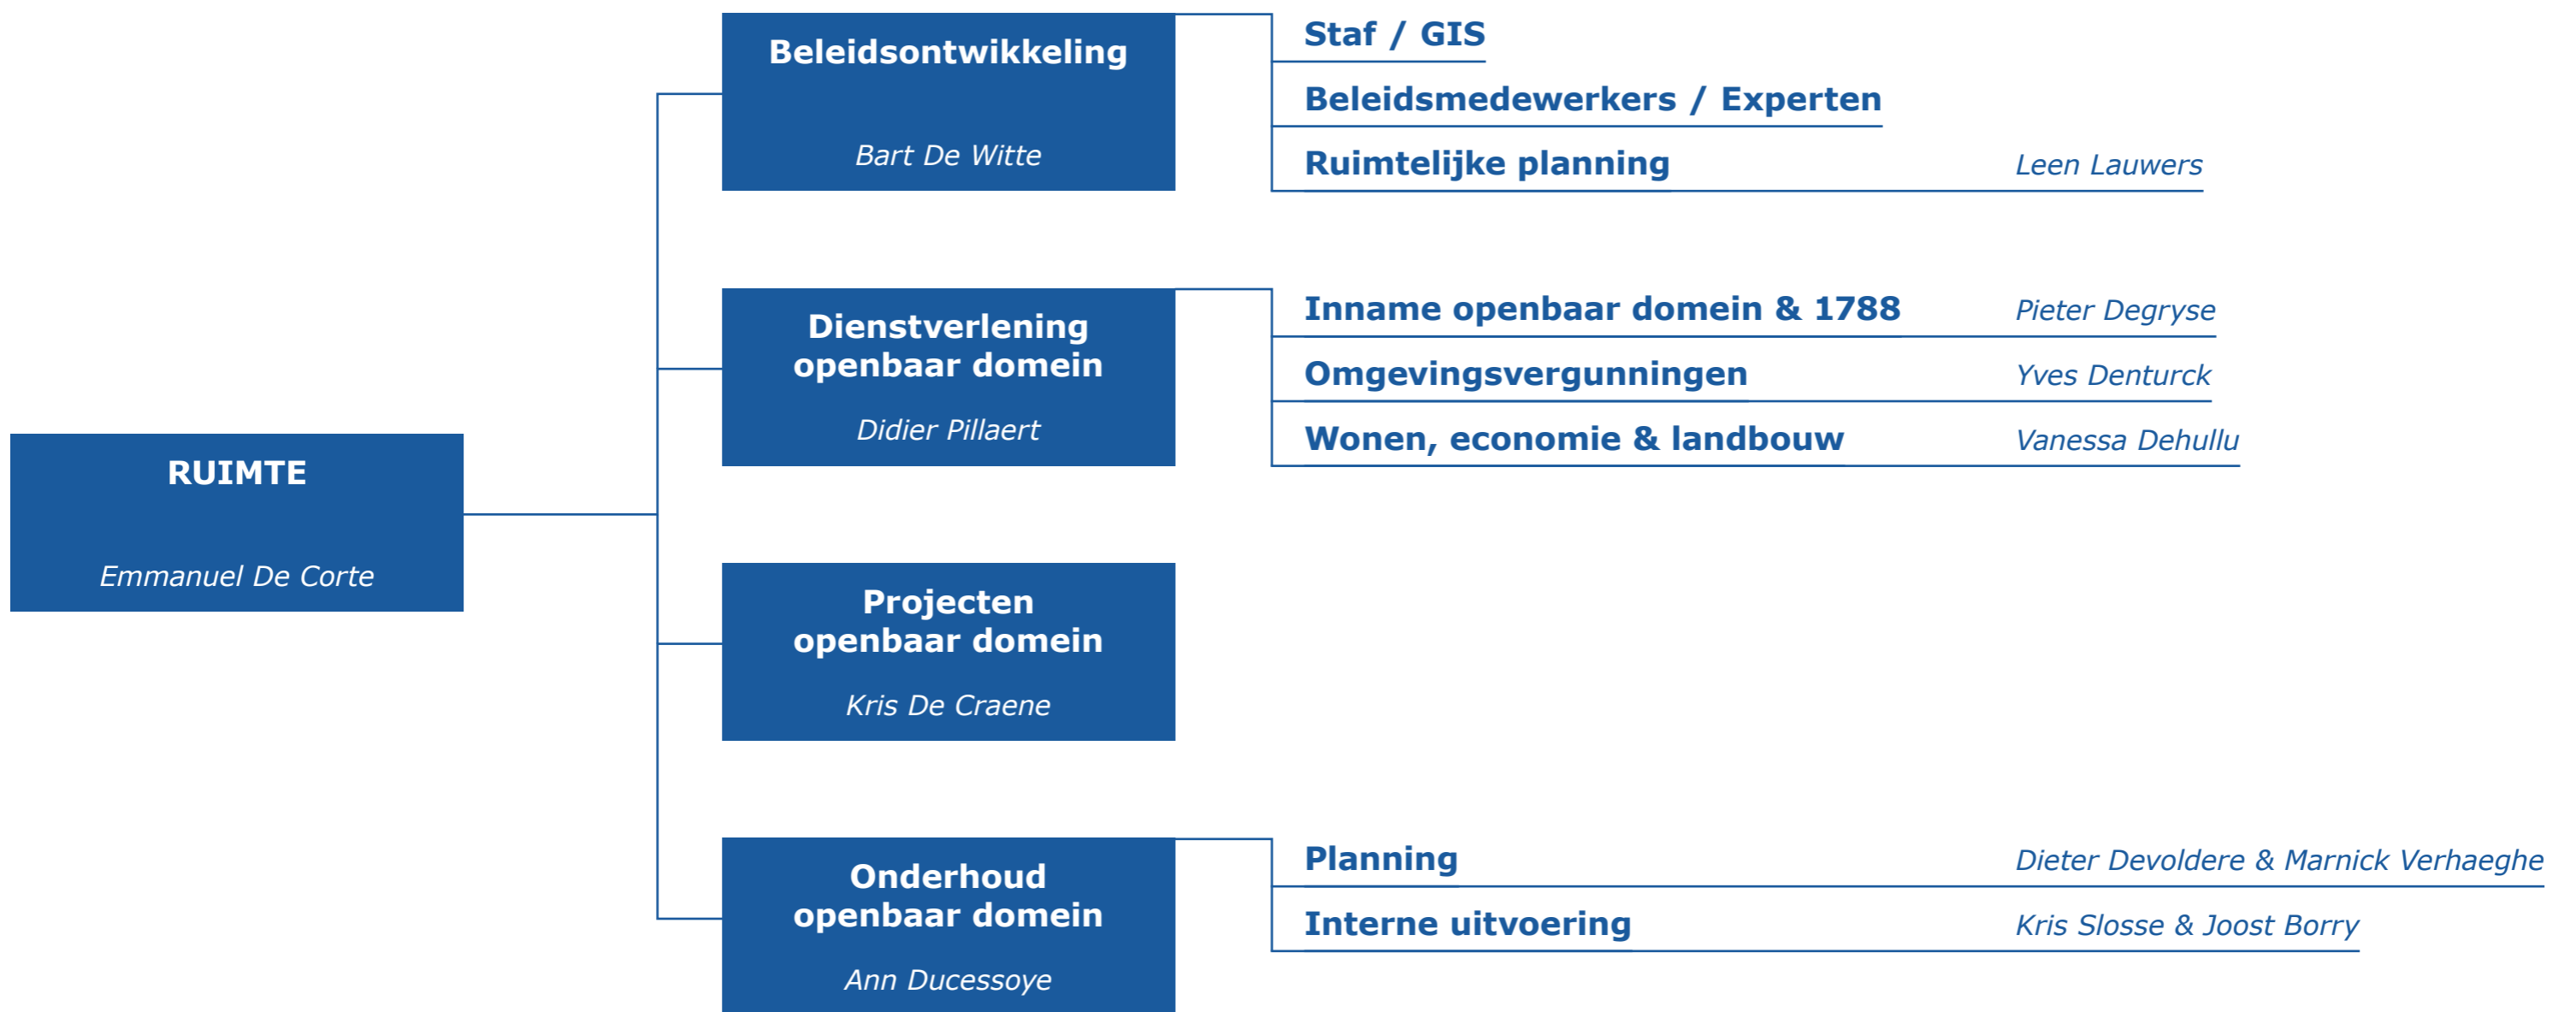 RUIMTE
Emmanuel De Corte
Beleidsontwikkeling
Bart De Witte
Staf / GIS
Beleidsmedewerkers / Experten
Ruimtelijke planning Leen Lauwers
Dienstverlening
openbaar domein
Didier Pillaert
Inname openbaar domein & 1788 Pieter Degryse
Omgevingsvergunningen Yves Denturck
Wonen, economie & landbouw Vanessa Dehullu
Projecten
openbaar domein
Kris De Craene
Onderhoud
openbaar domein
Ann Ducessoye
Planning Dieter Devoldere & Marnick Verhaeghe
Interne uitvoering Kris Slosse & Joost Borry